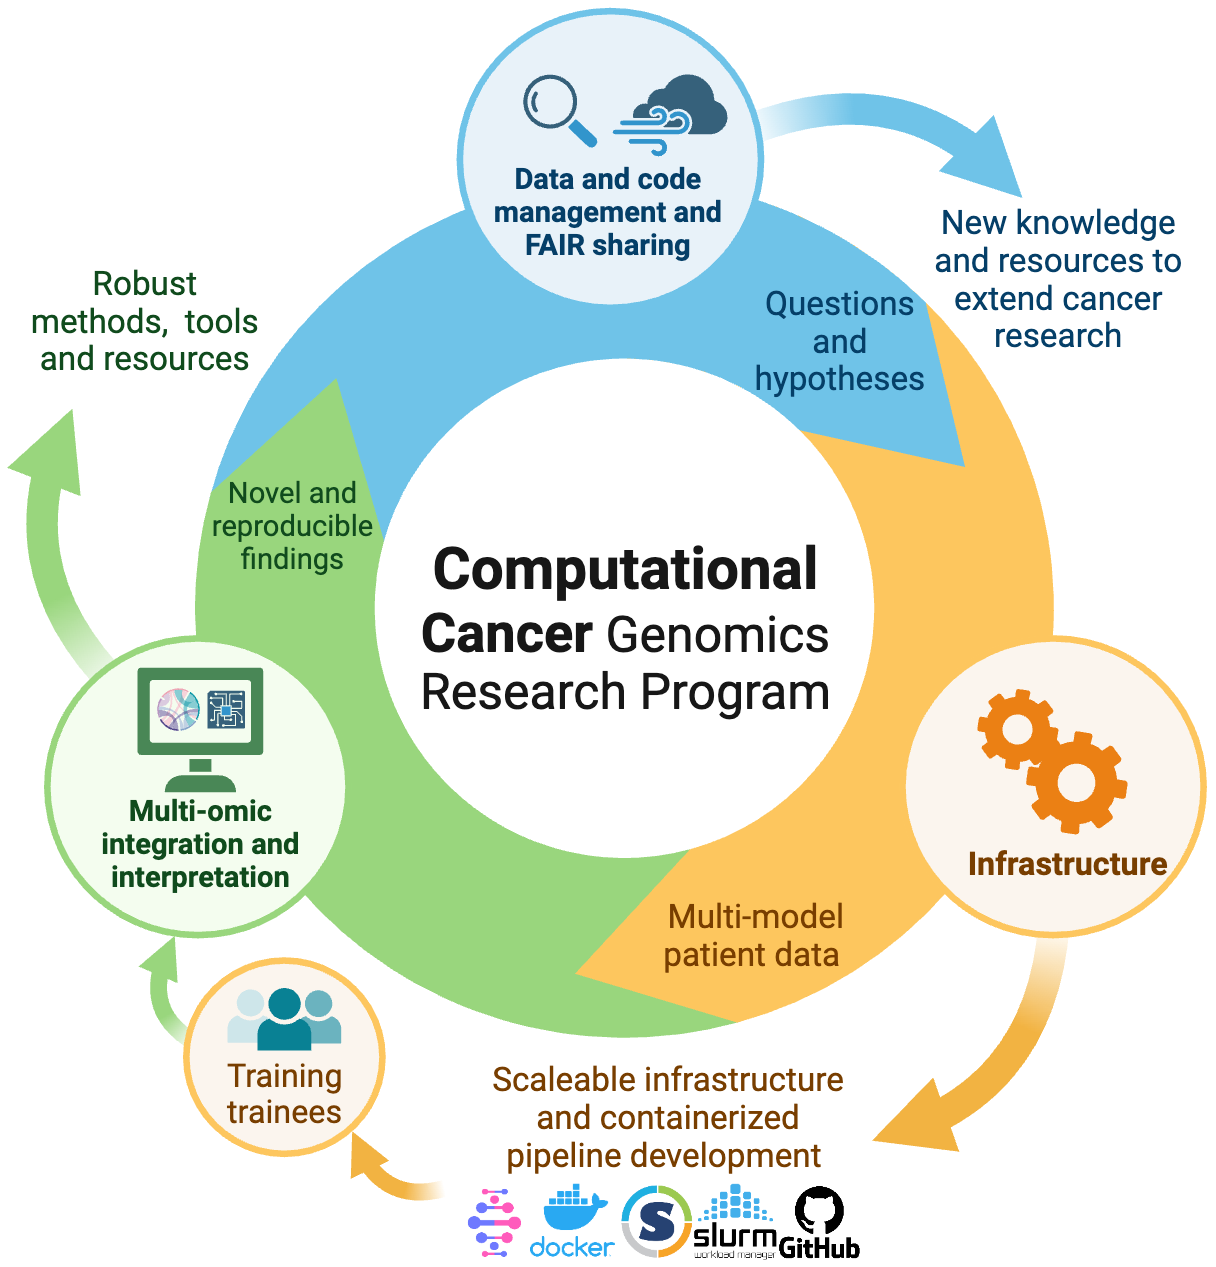 Data and code
management and
FAIR sharing
New knowledge
and resources to
extend cancer
research
Robust
methods, tools
and resources
Questions
and
hypotheses
Novel and
reproducible
findings
Computational
Cancer Genomics
Research Program
Multi-omic
integration and
interpretation
Infrastructure
Multi-model
patient data
Training
trainees
Scaleable infrastructure
and containerized
pipeline development
docker
S
slurm
workload manager
GitHub